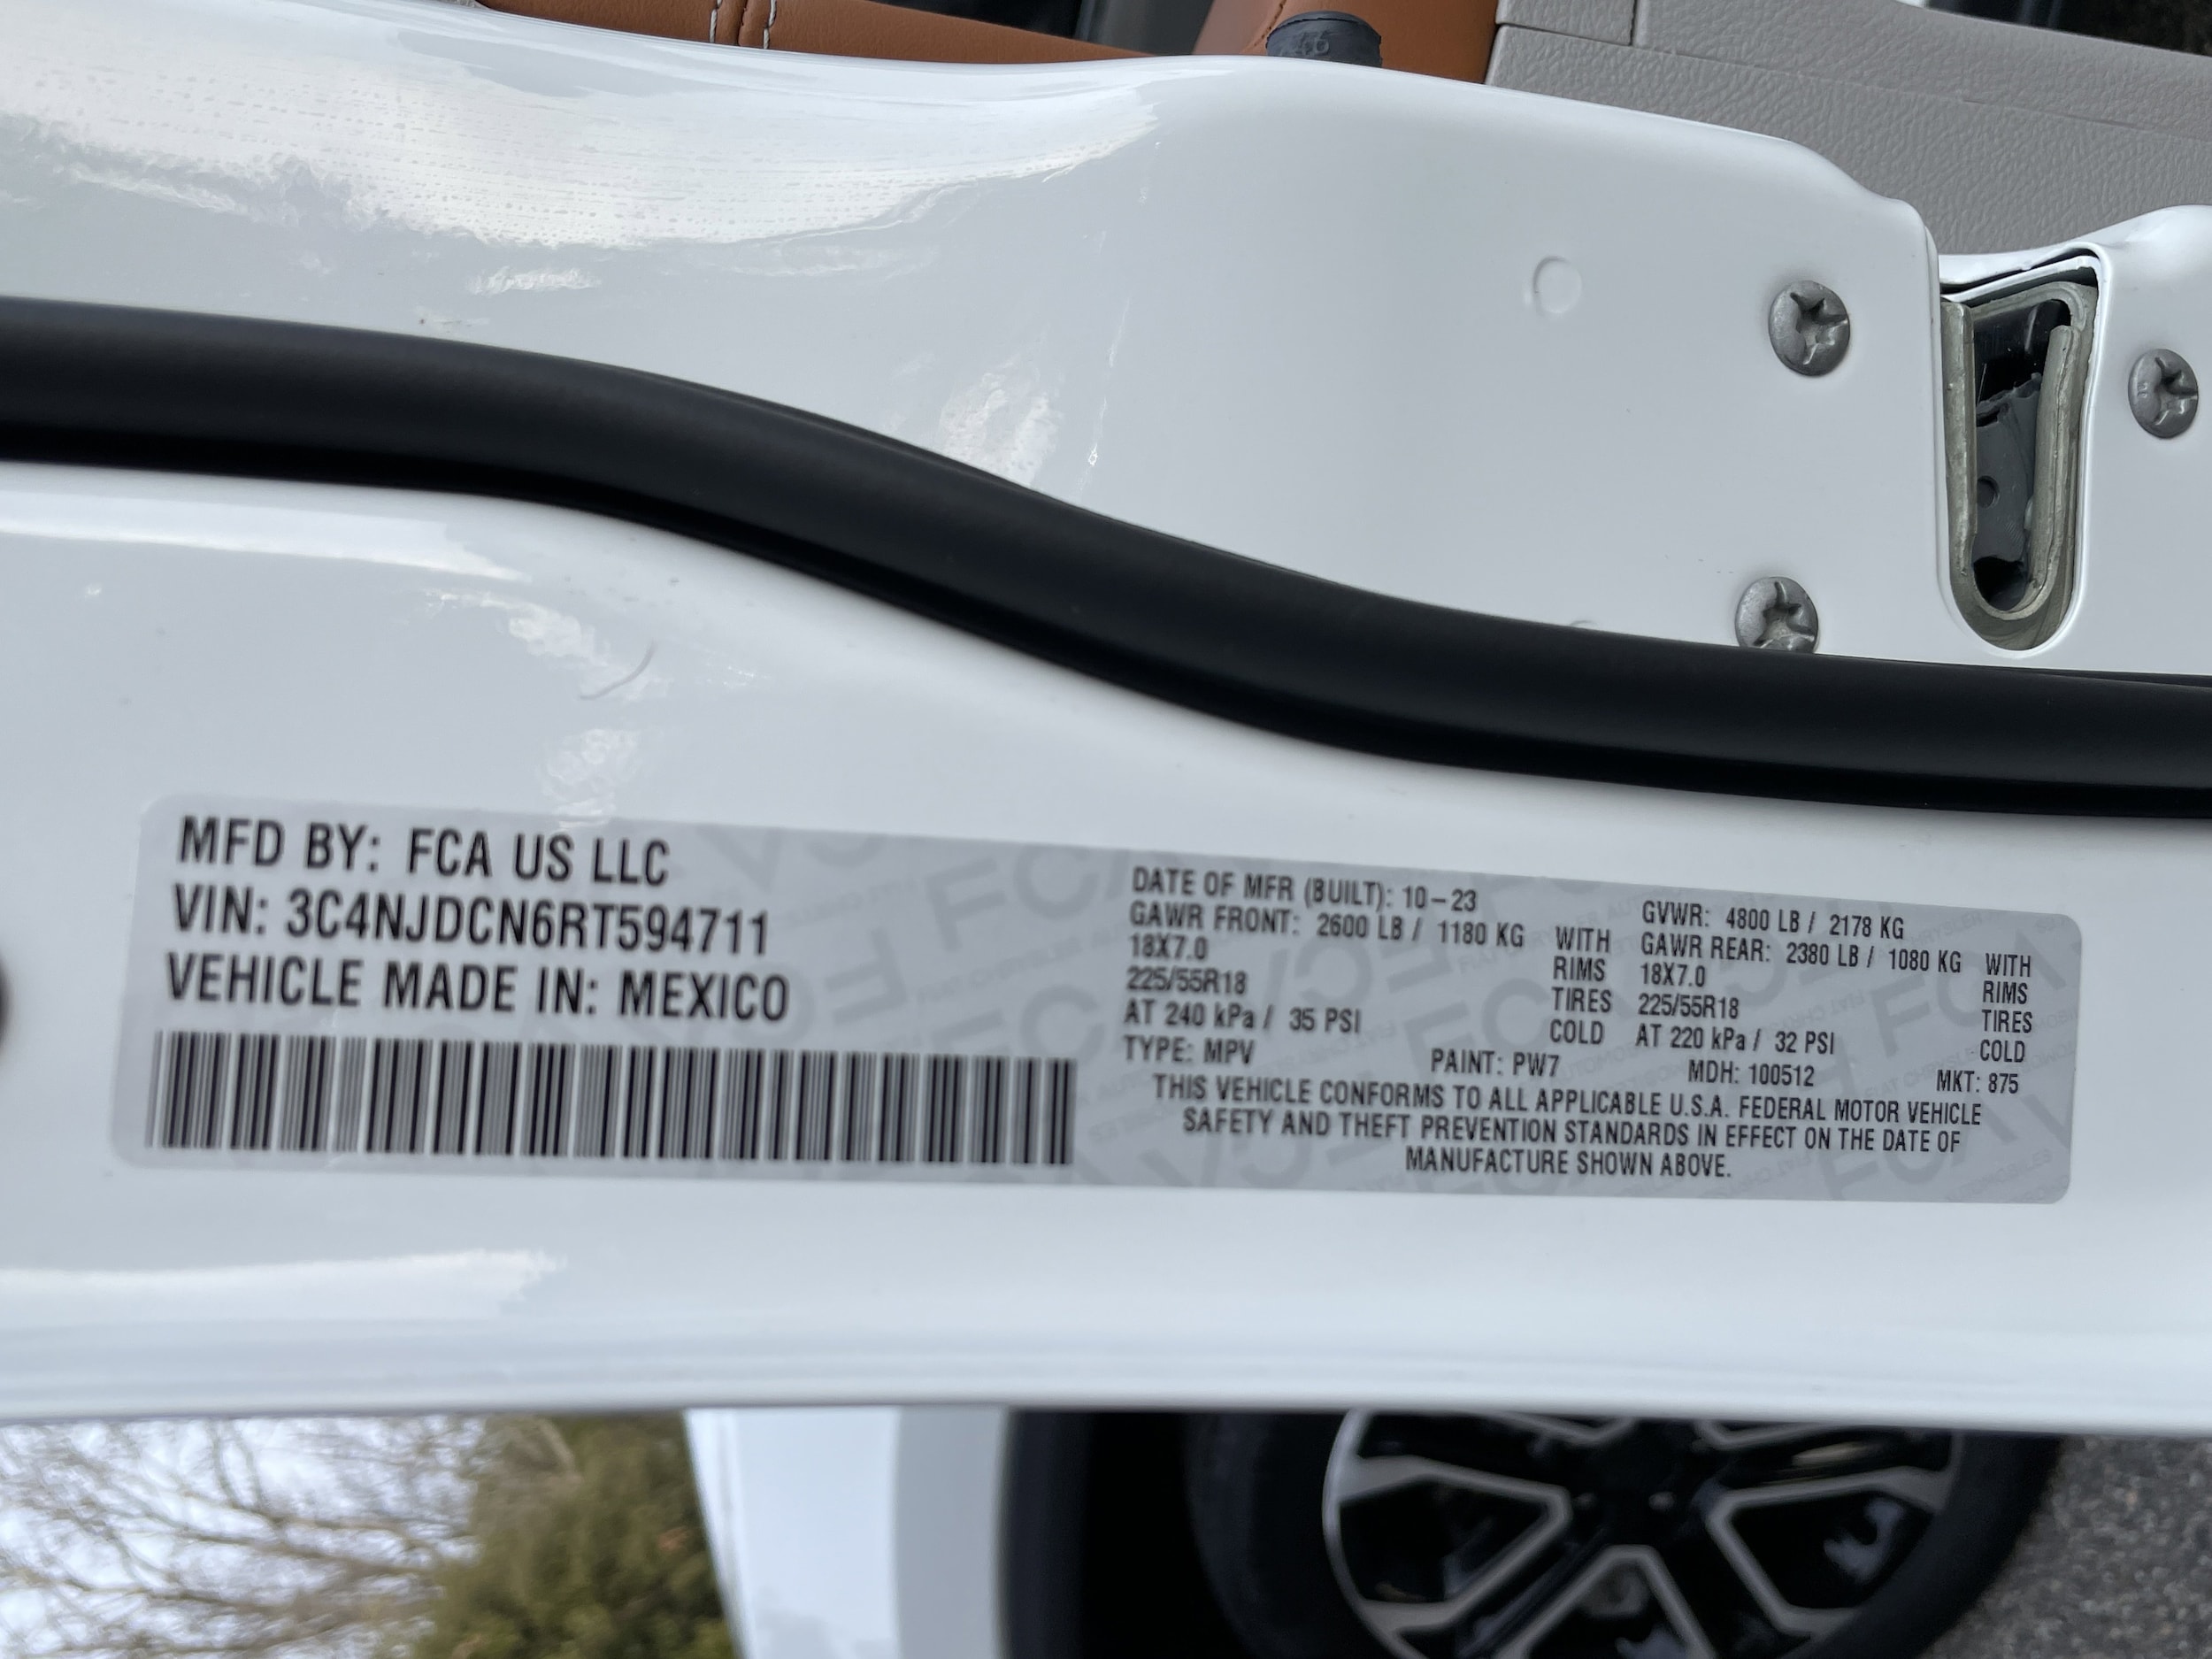 MFD BY: FCA US LLC
VIN: 3C4NJDCN6RT594711
VEHICLE MADE IN: MEXICO
DATE OF MFR (BUILT): 10-23
GVWR: 4800 LB / 2178 KG
GAWR FRONT: 2600 LB / 1180 KG WITH
18X7.0 RIMS
225/55R18 TIRES
AT 240 kPa / 35 PSI COLD
GAWR REAR: 2380 LB / 1080 KG WITH
18X7.0 RIMS
225/55R18 TIRES
AT 220 kPa / 32 PSI COLD
TYPE: MPV PAINT: PW7 MDH: 100512 MKT: 875
THIS VEHICLE CONFORMS TO ALL APPLICABLE U.S.A. FEDERAL MOTOR VEHICLE
SAFETY AND THEFT PREVENTION STANDARDS IN EFFECT ON THE DATE OF
MANUFACTURE SHOWN ABOVE.